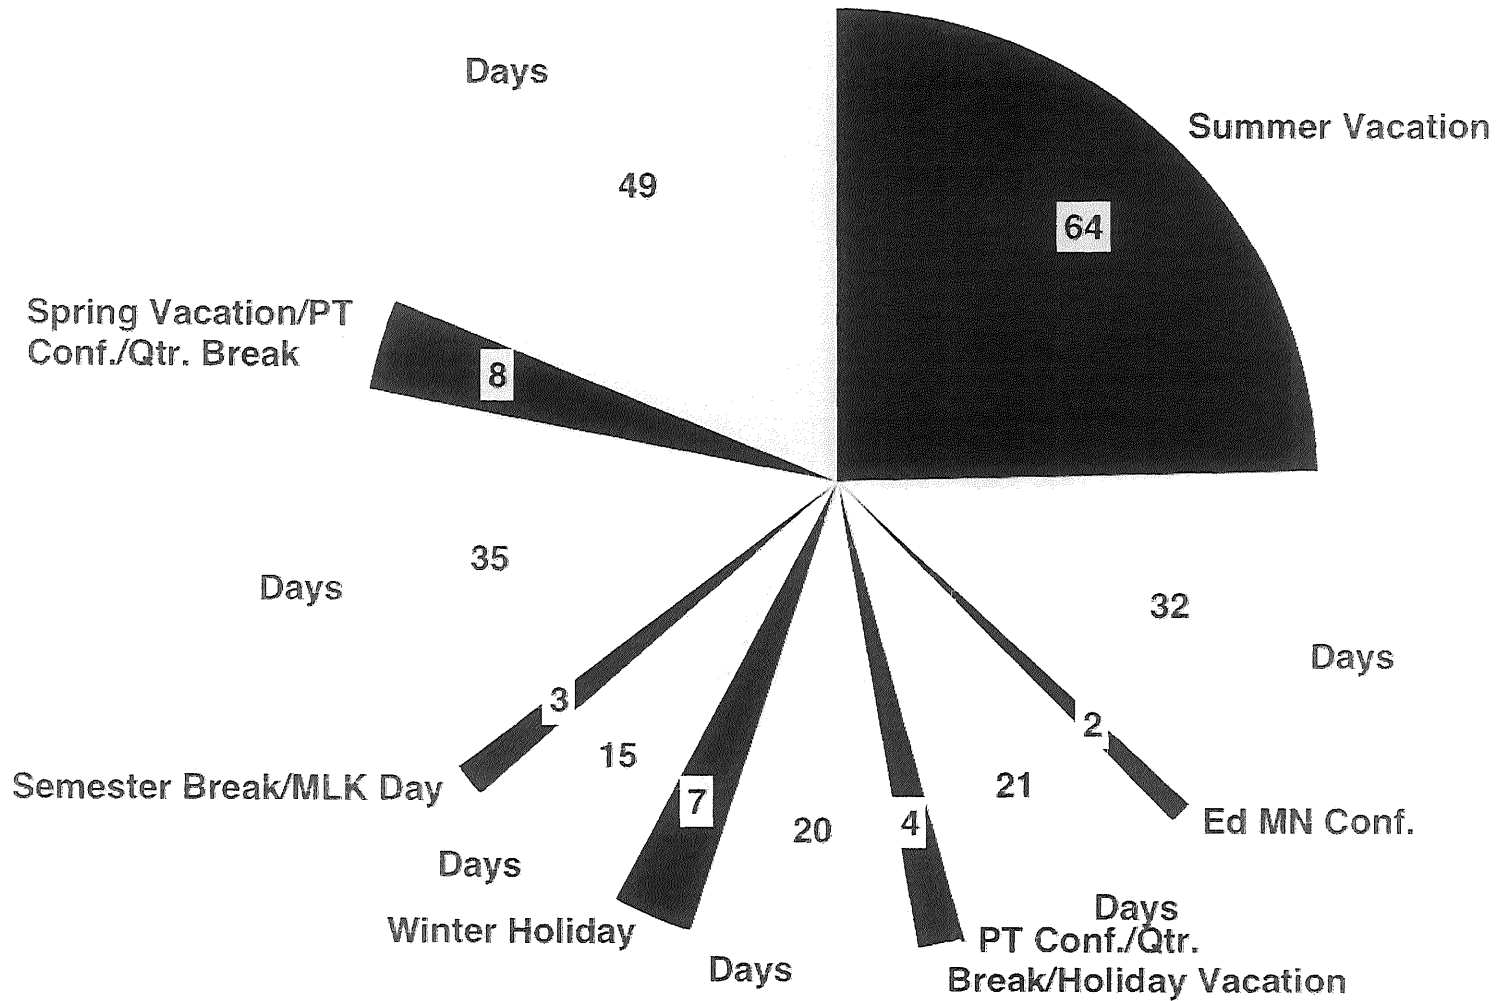 Days
Summer Vacation
49
64
Spring Vacation/PT
Conf./Qtr. Break
8
35
Days
32
Days
3
2
15
Semester Break/MLK Day
7
20
4
21
Ed MN Conf.
Days
Winter Holiday
Days
Days
PT Conf./Qtr.
Break/Holiday Vacation